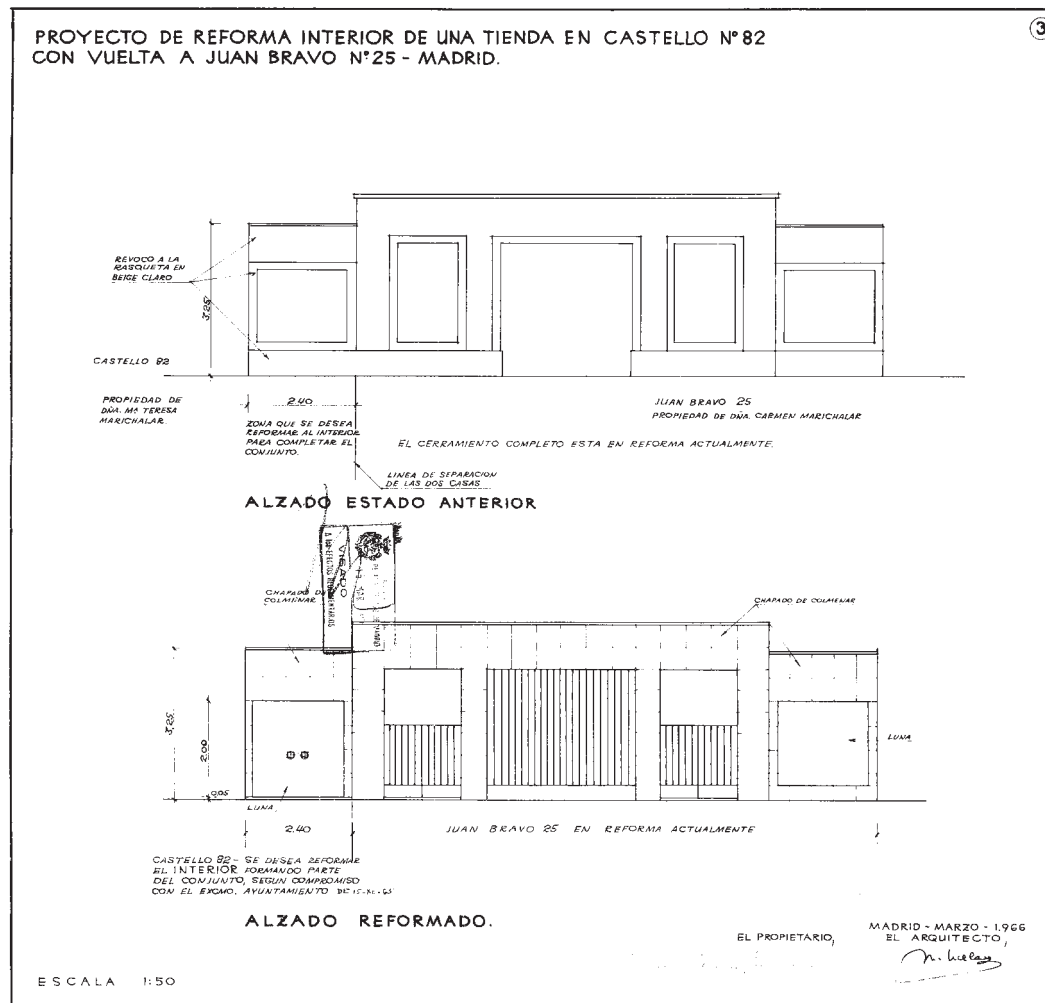 PROYECTO DE REFORMA INTERIOR DE UNA TIENDA EN CASTELLO Nº 82
CON VUELTA A JUAN BRAVO Nº 25 - MADRID.
3
REVOCO A LA
RASQUETA EN
BEIGE CLARO
3,25
CASTELLO 82
PROPIEDAD DE
DÑA. Mª TERESA
MARICHALAR
2.40
ZONA QUE SE DESEA
REFORMAR AL INTERIOR
PARA COMPLETAR EL
CONJUNTO.
JUAN BRAVO 25
PROPIEDAD DE DÑA. CARMEN MARICHALAR
EL CERRAMIENTO COMPLETO ESTA EN REFORMA ACTUALMENTE.
LINEA DE SEPARACION
DE LAS DOS CASAS
ALZADO ESTADO ANTERIOR
VISADO
A LOS EFECTOS REGLAMENTARIOS
CHAPADO DE
COLMENAR
CHAPADO DE COLMENAR
3,25
2.00
0,05
LUNA
LUNA
2.40
JUAN BRAVO 25 EN REFORMA ACTUALMENTE
CASTELLO 82 - SE DESEA REFORMAR
EL INTERIOR FORMANDO PARTE
DEL CONJUNTO, SEGUN COMPROMISO
CON EL EXCMO. AYUNTAMIENTO DE 15-XI-65
ALZADO REFORMADO.
EL PROPIETARIO,
MADRID - MARZO - 1.966
EL ARQUITECTO,
ESCALA 1:50